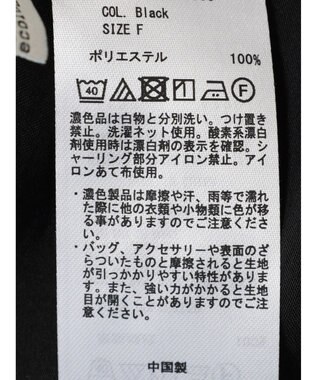 COL. Black
SIZE F
ポリエステル 100%
40
F
濃色品は白物と分別洗い。つけ置き
禁止。洗濯ネット使用。酸素系漂白
剤使用時は漂白剤の表示を確認。シ
ャーリング部分アイロン禁止。アイ
ロンあて布使用。
・濃色製品は摩擦や汗、雨等で濡れ
た際に他の衣類や小物類に色が移
る事がありますのでご注意下さい。
・バッグ、アクセサリーや表面のざ
らついたものと摩擦されると生地
が引っかかりやすい特性がありま
す。また、強い力がかかると生地
目が開くことがありますのでご注
意下さい。
中国製